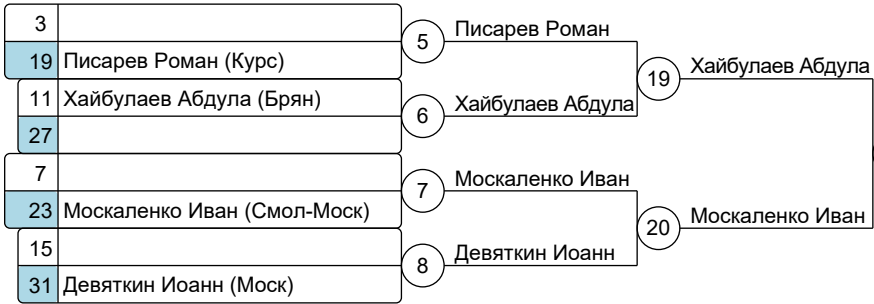 3
5
Писарев Роман
19 Писарев Роман (Курс)
19
Хайбулаев Абдула
11 Хайбулаев Абдула (Брян)
6
Хайбулаев Абдула
27
7
7
Москаленко Иван
23 Москаленко Иван (Смол-Моск)
20
Москаленко Иван
15
8
Девяткин Иоанн
31 Девяткин Иоанн (Моск)